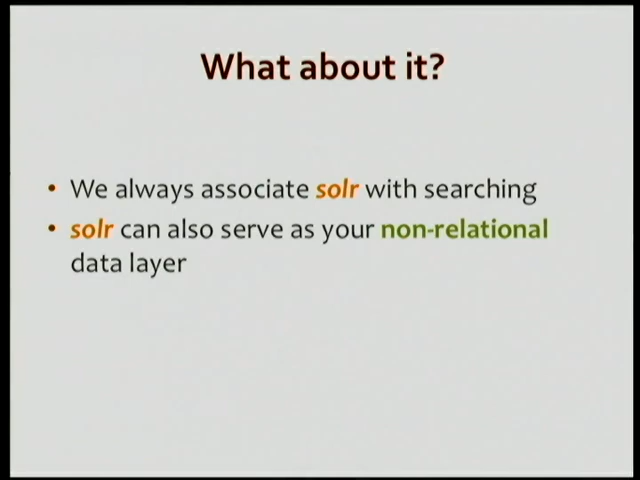 What about it?
• We always associate solr with searching
• solr can also serve as your non-relational
data layer